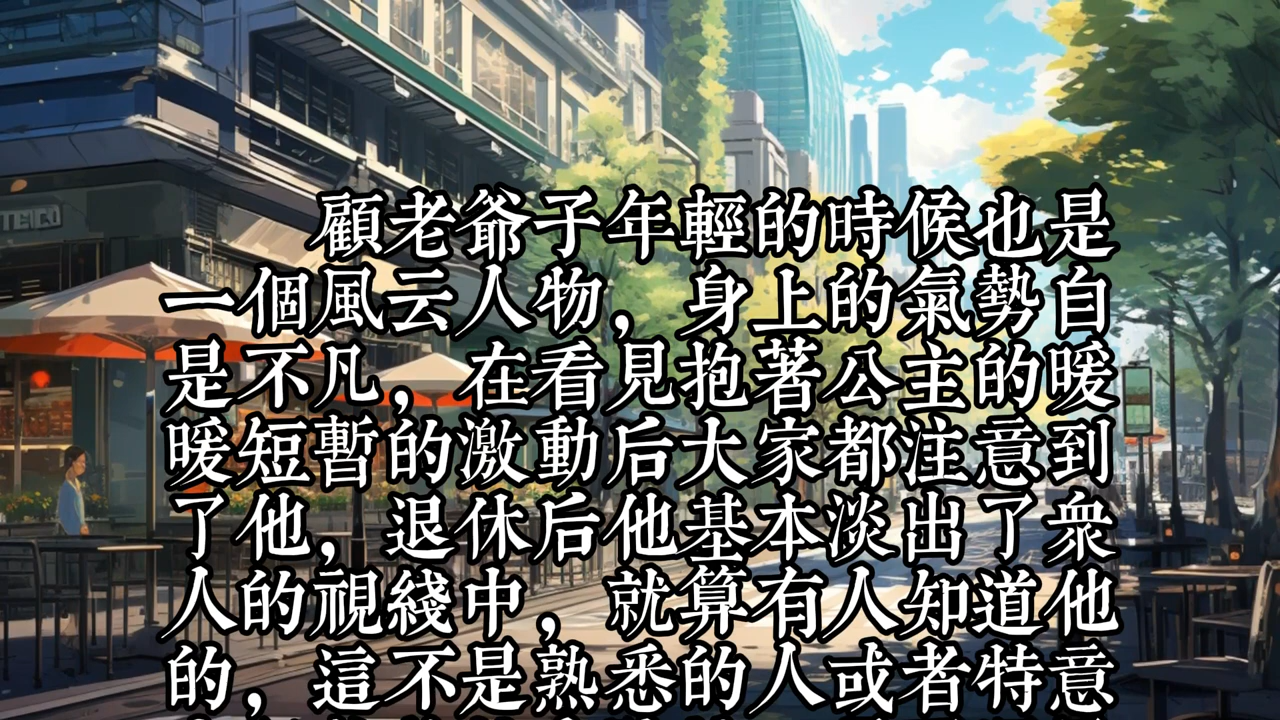 顧老爺子年輕的時候也是
一個風云人物，身上的氣勢自
是不凡，在看見抱著公主的暖
暖短暫的激動后大家都注意到
了他，退休后他基本淡出了衆
人的視綫中，就算有人知道他
的，這不是熟悉的人或者特意